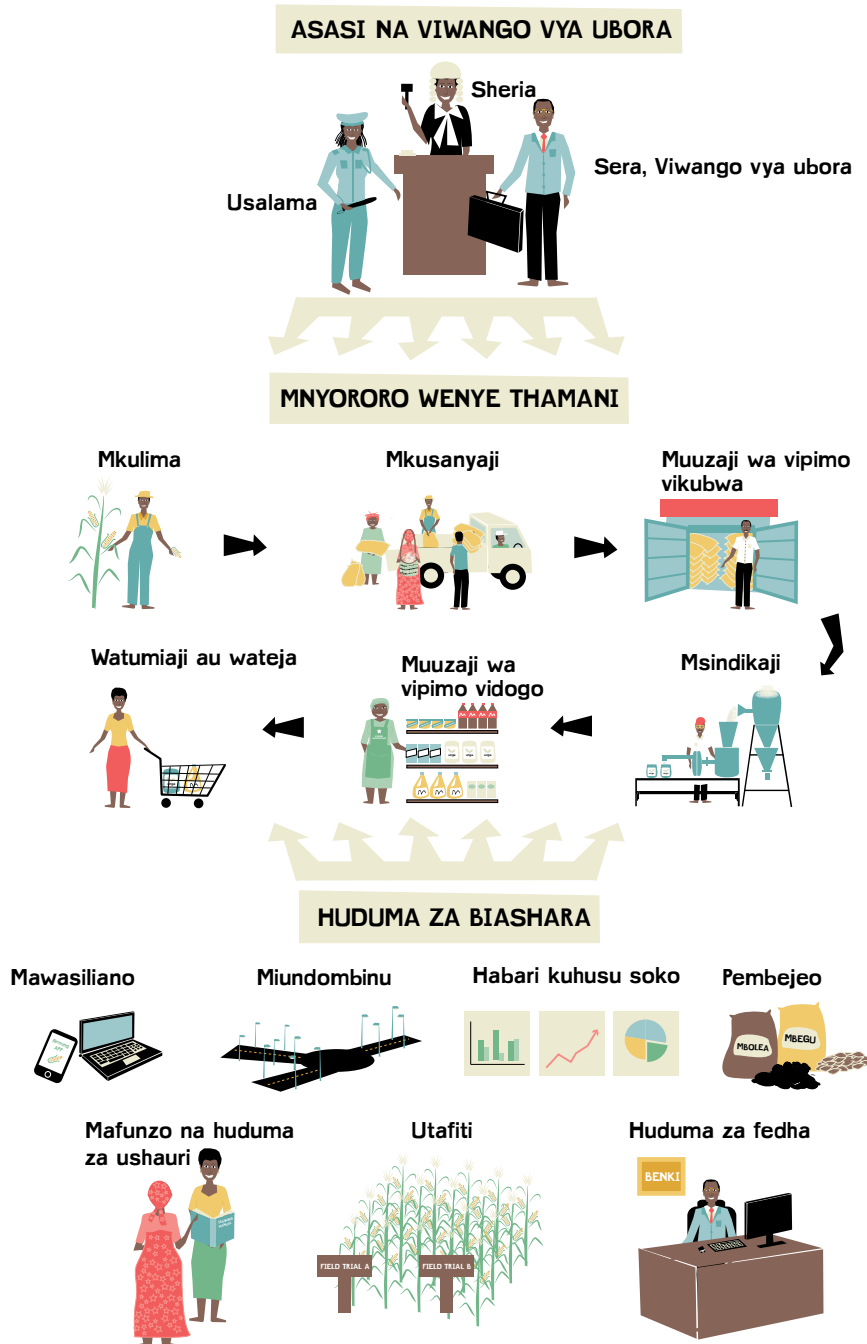 ASASI NA VIWANGO VYA UBORA
Sheria
Sera, Viwango vya ubora
Usalama
MNYORORO WENYE THAMANI
Mkulima
Mkusanyaji
Muuzaji wa vipimo
vikubwa
Watumiaji au wateja
Muuzaji wa
vipimo vidogo
Msindikaji
HUDUMA ZA BIASHARA
Mawasiliano
Miundombinu
Habari kuhusu soko
Pembejeo
MBOLEA
MBEGU
Mafunzo na huduma
za ushauri
Utafiti
Huduma za fedha
BENKI
FIELD TRIAL A
FIELD TRIAL B